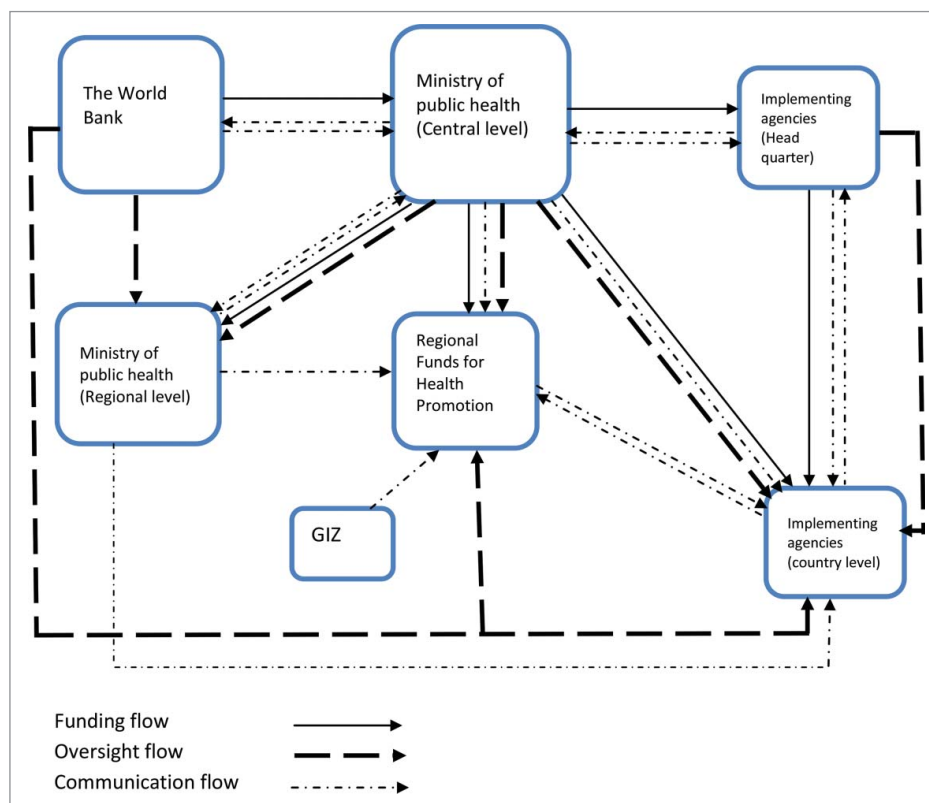 The World
Bank
Ministry of
public health
(Central level)
Implementing
agencies
(Head
quarter)
Ministry of
public health
(Regional level)
Regional
Funds for
Health
Promotion
GIZ
Implementing
agencies
(country level)
Funding flow
Oversight flow
Communication flow